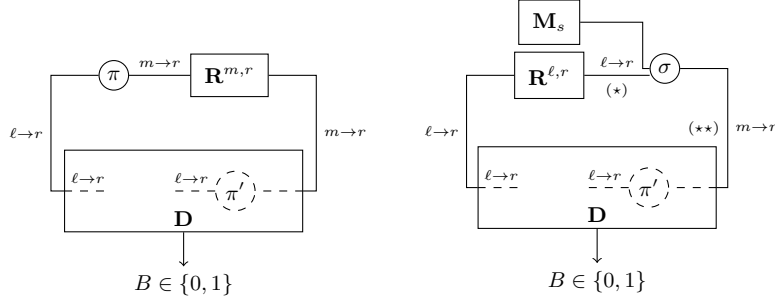 M_s
π m→r R^{m,r}
R^{ℓ,r} ℓ→r (⋆) σ
ℓ→r m→r
ℓ→r (⋆⋆) m→r
ℓ→r ℓ→r π′
ℓ→r ℓ→r π′
D
D
B ∈ {0, 1}
B ∈ {0, 1}